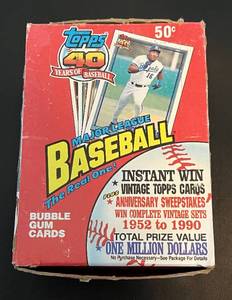 Topps
50¢
40
YEARS OF BASEBALL
MAJOR LEAGUE
BASEBALL
The Real One!
BUBBLE
GUM
CARDS
INSTANT WIN
VINTAGE TOPPS CARDS
ANNIVERSARY SWEEPSTAKES
WIN COMPLETE VINTAGE SETS
1952 to 1990
TOTAL PRIZE VALUE
ONE MILLION DOLLARS
No Purchase Necessary—See Package For Details